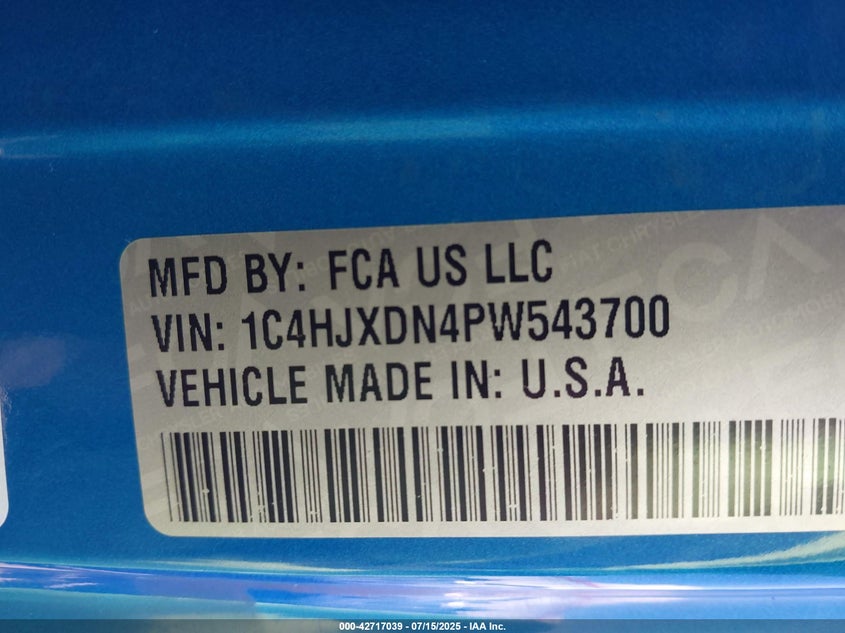 MFD BY: FCA US LLC
VIN: 1C4HJXDN4PW543700
VEHICLE MADE IN: U.S.A.
000-42717039 - 07/15/2025 - IAA Inc.